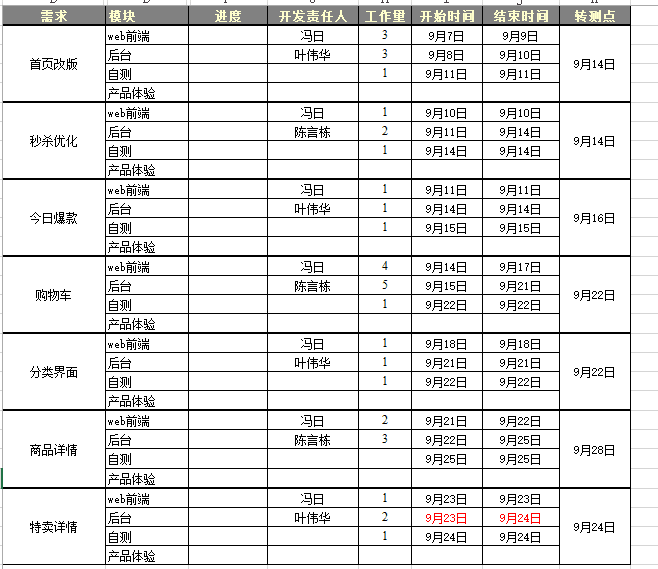 需求 模块 进度 开发责任人 工作量 开始时间 结束时间 转测点
首页改版 web前端 冯日 3 9月7日 9月9日 9月14日
后台 叶伟华 3 9月8日 9月10日
自测 1 9月11日 9月11日
产品体验
秒杀优化 web前端 冯日 1 9月10日 9月10日 9月14日
后台 陈言栋 2 9月11日 9月14日
自测 1 9月14日 9月14日
产品体验
今日爆款 web前端 冯日 1 9月11日 9月11日 9月16日
后台 叶伟华 1 9月14日 9月14日
自测 1 9月15日 9月15日
产品体验
购物车 web前端 冯日 4 9月14日 9月17日 9月22日
后台 陈言栋 5 9月15日 9月21日
自测 1 9月22日 9月22日
产品体验
分类界面 web前端 冯日 1 9月18日 9月18日 9月22日
后台 叶伟华 1 9月21日 9月21日
自测 1 9月22日 9月22日
产品体验
商品详情 web前端 冯日 2 9月21日 9月22日 9月28日
后台 陈言栋 3 9月22日 9月25日
自测 9月25日 9月25日
产品体验
特卖详情 web前端 冯日 1 9月23日 9月23日 9月24日
后台 叶伟华 2 9月23日 9月24日
自测 1 9月24日 9月24日
产品体验